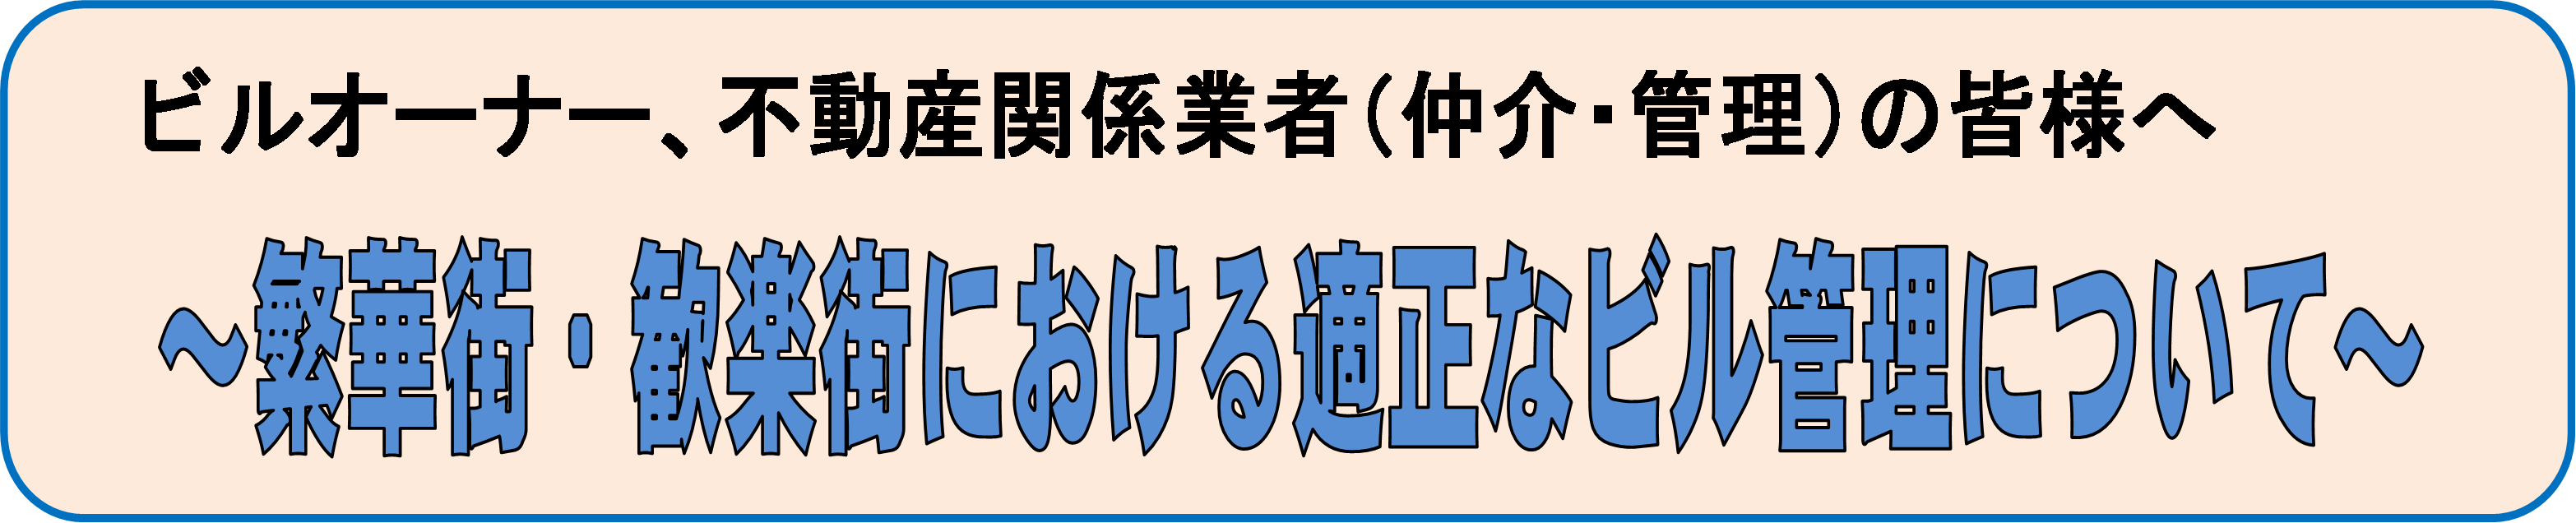 ビルオーナー、不動産関係業者（仲介・管理）の皆様へ
～繁華街・歓楽街における適正なビル管理について～